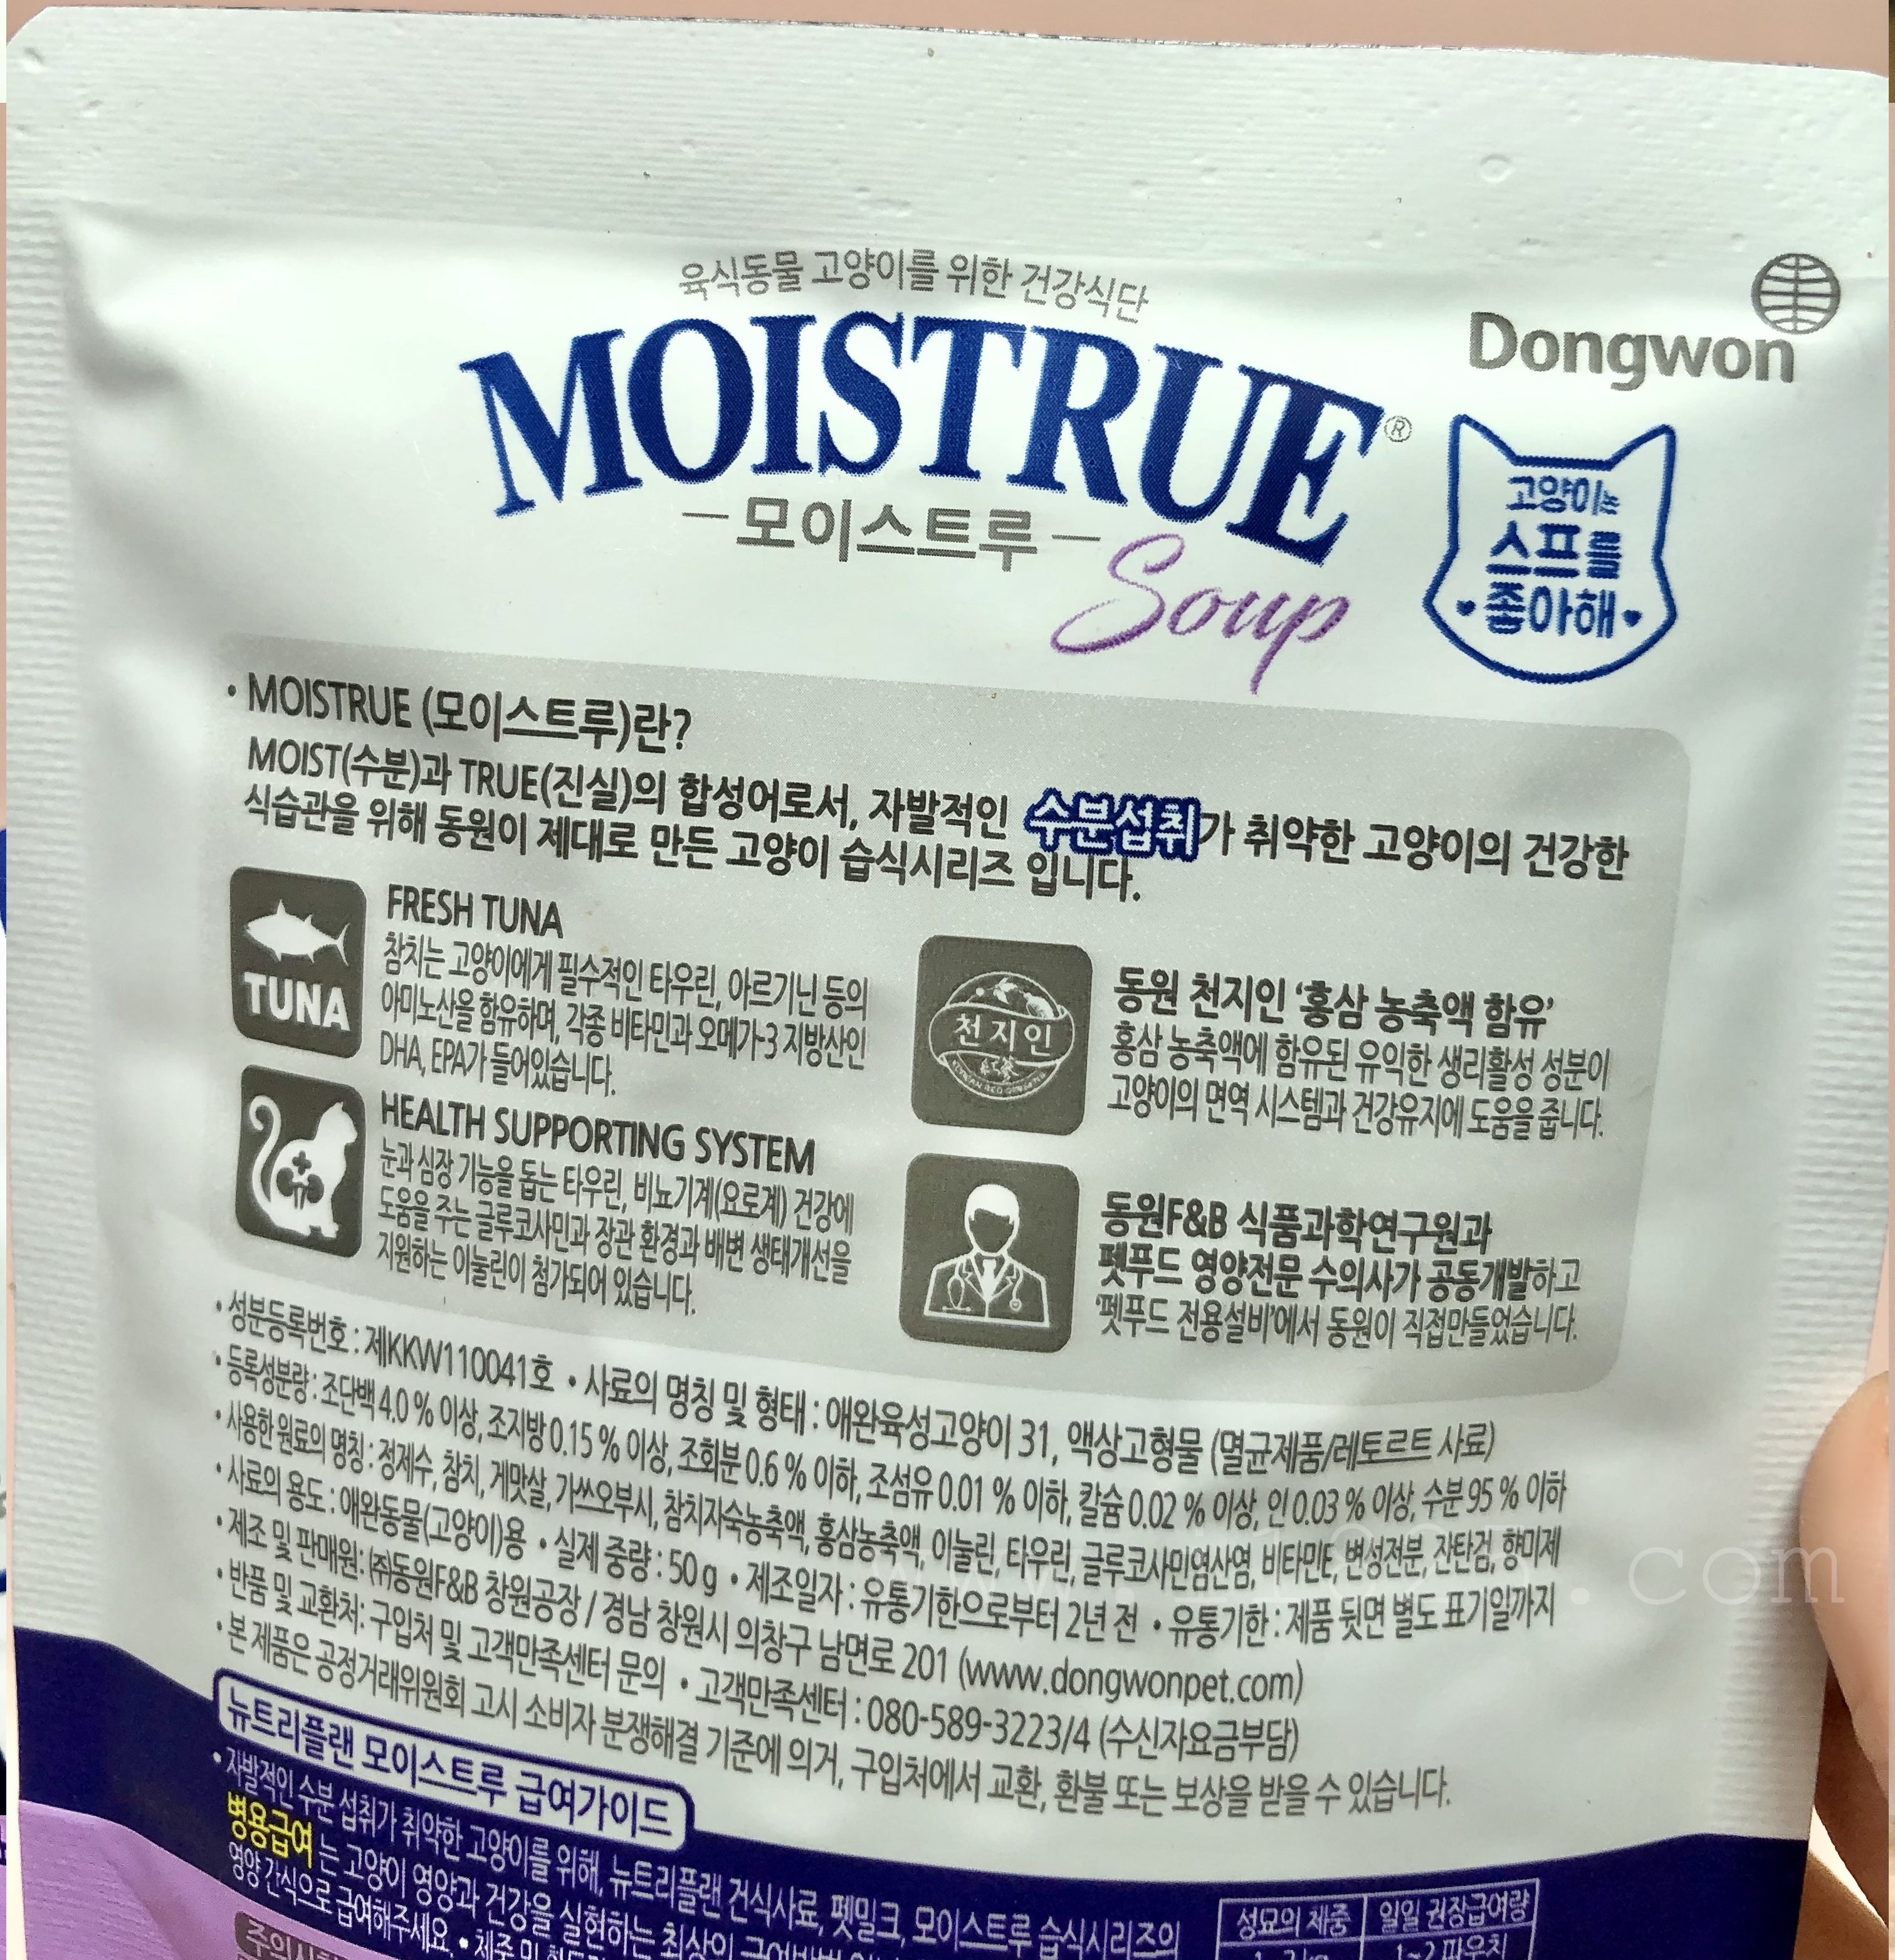 육식동물 고양이를 위한 건강식단
MOISTRUE®
Dongwon
모이스트루
Soup
고양이는
스프를
좋아해
• MOISTRUE (모이스트루)란?
MOIST(수분)과 TRUE(진실)의 합성어로서, 자발적인 수분섭취가 취약한 고양이의 건강한
식습관을 위해 동원이 제대로 만든 고양이 습식시리즈 입니다.
TUNA
FRESH TUNA
참치는 고양이에게 필수적인 타우린, 아르기닌 등의
아미노산을 함유하며, 각종 비타민과 오메가-3 지방산인
DHA, EPA가 들어있습니다.
HEALTH SUPPORTING SYSTEM
눈과 심장 기능을 돕는 타우린, 비뇨기계(요로계) 건강에
도움을 주는 글루코사민과 장관 환경과 배변 생태개선을
지원하는 이눌린이 첨가되어 있습니다.
천지인
동원 천지인 '홍삼 농축액 함유'
홍삼 농축액에 함유된 유익한 생리활성 성분이
고양이의 면역 시스템과 건강유지에 도움을 줍니다.
동원F&B 식품과학연구원과
펫푸드 영양전문 수의사가 공동개발하고
'펫푸드 전용설비'에서 동원이 직접만들었습니다.
• 성분등록번호 : 제KKW110041호 • 사료의 명칭 및 형태 : 애완육성고양이 31, 액상고형물 (멸균제품/레토르트 사료)
• 등록성분량 : 조단백 4.0 % 이상, 조지방 0.15 % 이상, 조회분 0.6 % 이하, 조섬유 0.01 % 이하, 칼슘 0.02 % 이상, 인 0.03 % 이상, 수분 95 % 이하
• 사용한 원료의 명칭 : 정제수, 참치, 게맛살, 가쓰오부시, 참치자숙농축액, 홍삼농축액, 이눌린, 타우린, 글루코사민염산염, 비타민E, 변성전분, 잔탄검, 향미제
• 사료의 용도 : 애완동물(고양이)용 • 실제 중량 : 50 g • 제조일자 : 유통기한으로부터 2년 전 • 유통기한 : 제품 뒷면 별도 표기일까지
• 제조 및 판매원: ㈜동원F&B 창원공장 / 경남 창원시 의창구 남면로 201 (www.dongwonpet.com)
• 반품 및 교환처: 구입처 및 고객만족센터 문의 • 고객만족센터 : 080-589-3223/4 (수신자요금부담)
• 본 제품은 공정거래위원회 고시 소비자 분쟁해결 기준에 의거, 구입처에서 교환, 환불 또는 보상을 받을 수 있습니다.
뉴트리플랜 모이스트루 급여가이드
• 자발적인 수분 섭취가 취약한 고양이를 위해, 뉴트리플랜 건식사료, 펫밀크, 모이스트루 습식시리즈의
병용급여는 고양이 영양과 건강을 실현하는 최상의
영양 간식으로 급여해주세요. • 체중 및
성묘의 체중 일일 권장급여량
1~2 파우치
.com